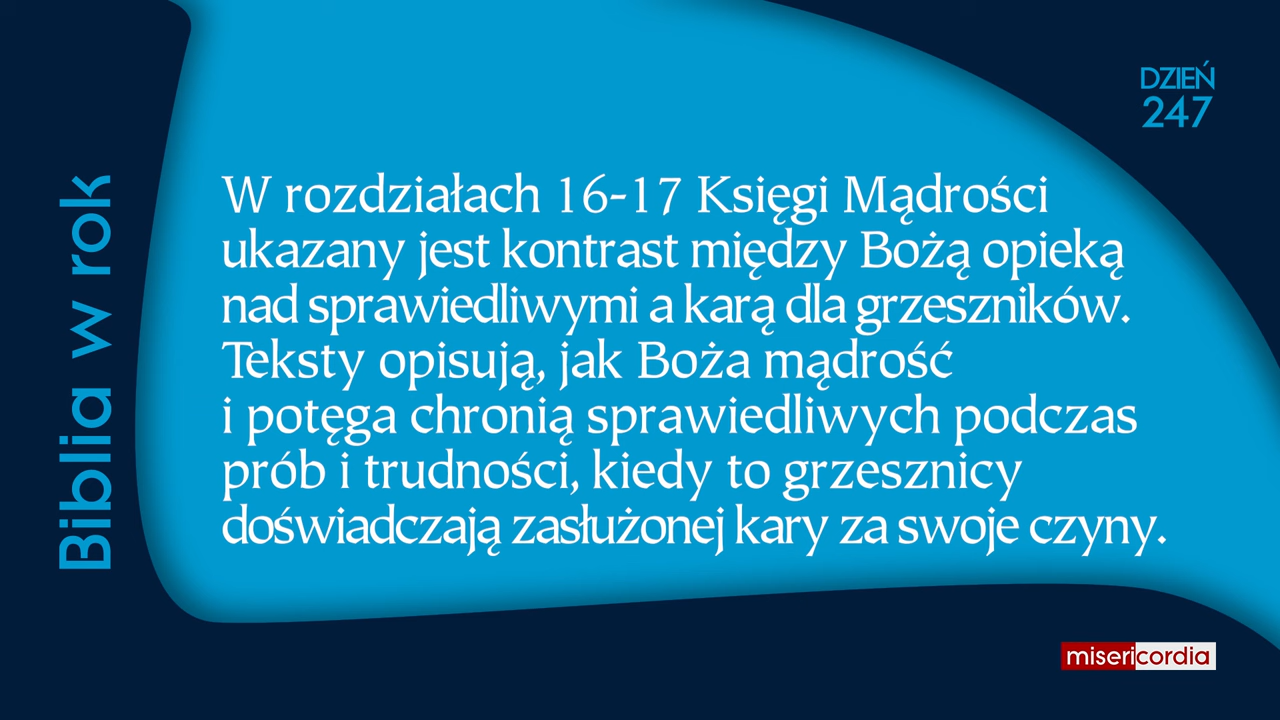 Biblia w rok
DZIEŃ
247
W rozdziałach 16-17 Księgi Mądrości
ukazany jest kontrast między Bożą opieką
nad sprawiedliwymi a karą dla grzeszników.
Teksty opisują, jak Boża mądrość
i potęga chronią sprawiedliwych podczas
prób i trudności, kiedy to grzesznicy
doświadczają zasłużonej kary za swoje czyny.
misericordia